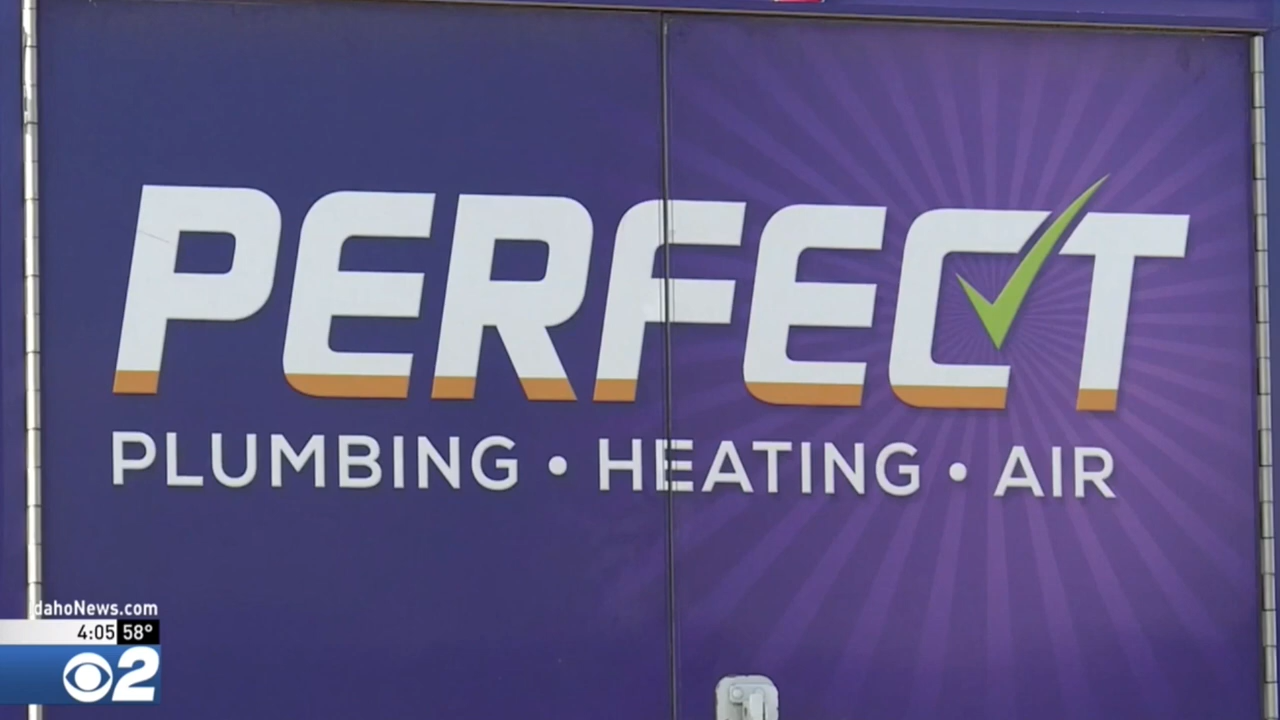 PERFECT
PLUMBING • HEATING • AIR
dahoNews.com
4:05 58°
2